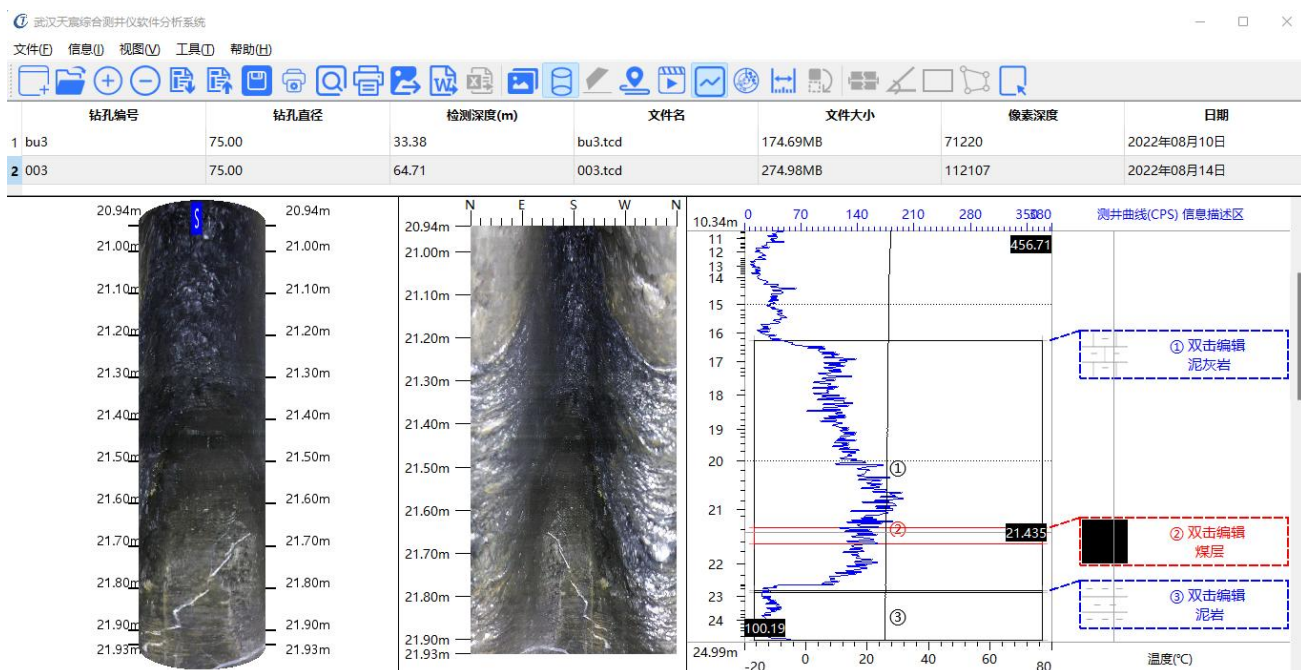 武汉天宸综合测井仪软件分析系统
文件(F) 信息(I) 视图(V) 工具(T) 帮助(H)
钻孔编号 钻孔直径 检测深度(m) 文件名 文件大小 像素深度 日期
1 bu3 75.00 33.38 bu3.tcd 174.69MB 71220 2022年08月10日
2 003 75.00 64.71 003.tcd 274.98MB 112107 2022年08月14日
20.94m 20.94m
21.00m 21.00m
21.10m 21.10m
21.20m 21.20m
21.30m 21.30m
21.40m 21.40m
21.50m 21.50m
21.60m 21.60m
21.70m 21.70m
21.80m 21.80m
21.90m 21.90m
21.93m 21.93m
N E S W N
20.94m
21.00m
21.10m
21.20m
21.30m
21.40m
21.50m
21.60m
21.70m
21.80m
21.90m
21.93m
10.34m 0 70 140 210 280 350 380 测井曲线(CPS) 信息描述区
456.71
11
12
13
14
15
16
17
18
19
20
21
22
23
24
24.99m
①
②
21.435
③
100.19
-20 0 20 40 60 80 温度(℃)
① 双击编辑
泥灰岩
② 双击编辑
煤层
③ 双击编辑
泥岩